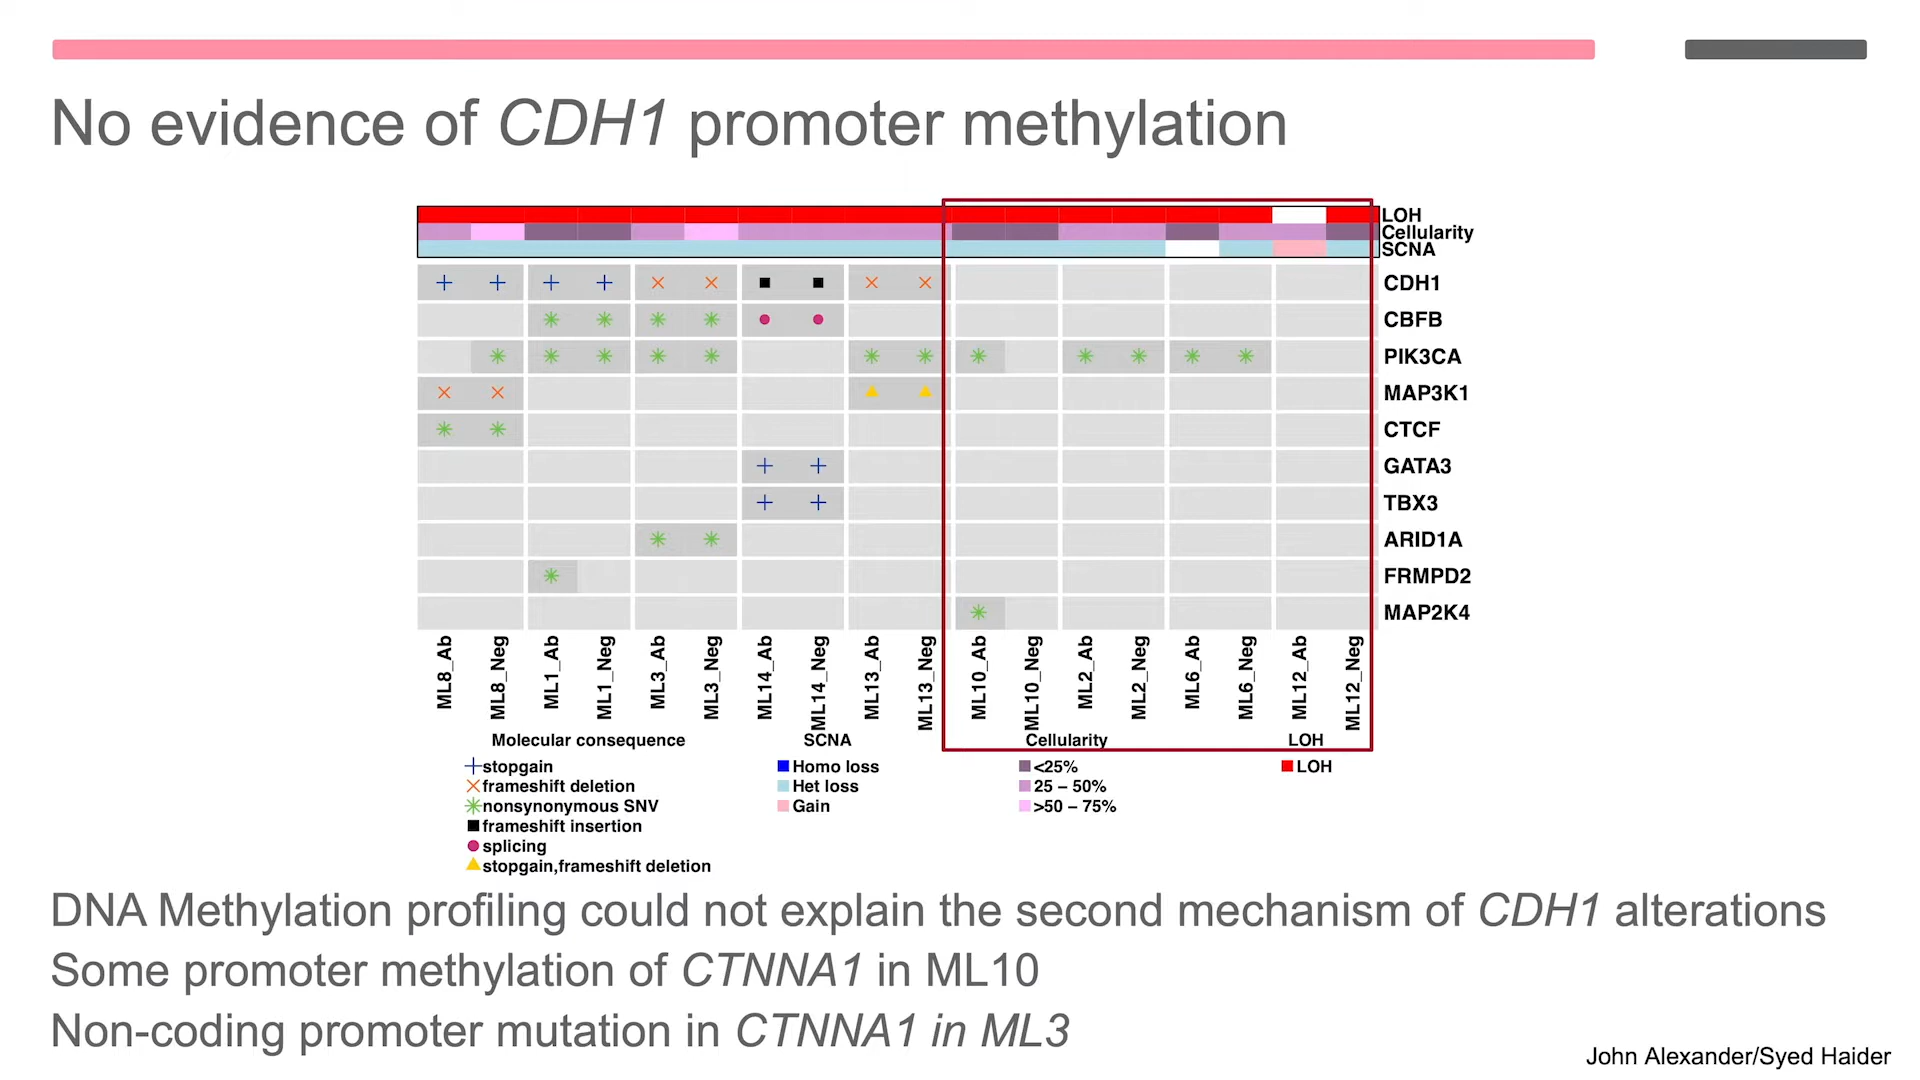 No evidence of CDH1 promoter methylation
LOH
Cellularity
SCNA
CDH1
CBFB
PIK3CA
MAP3K1
CTCF
GATA3
TBX3
ARID1A
FRMPD2
MAP2K4
ML8_Ab
ML8_Neg
ML1_Ab
ML1_Neg
ML3_Ab
ML3_Neg
ML14_Ab
ML14_Neg
ML13_Ab
ML13_Neg
ML10_Ab
ML10_Neg
ML2_Ab
ML2_Neg
ML6_Ab
ML6_Neg
ML12_Ab
ML12_Neg
Molecular consequence
stopgain
frameshift deletion
nonsynonymous SNV
frameshift insertion
splicing
stopgain,frameshift deletion
SCNA
Homo loss
Het loss
Gain
Cellularity
<25%
25 – 50%
>50 – 75%
LOH
LOH
DNA Methylation profiling could not explain the second mechanism of CDH1 alterations
Some promoter methylation of CTNNA1 in ML10
Non-coding promoter mutation in CTNNA1 in ML3
John Alexander/Syed Haider